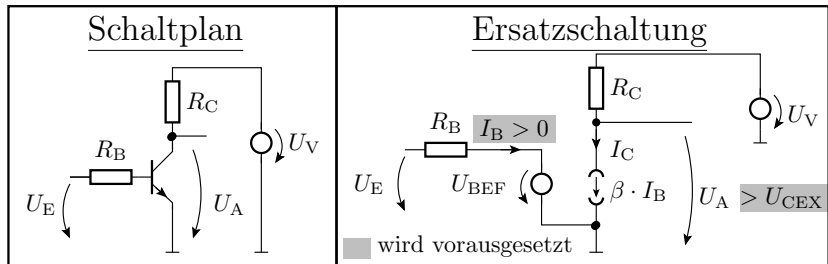 Schaltplan
R_C
U_V
R_B
U_E
U_A
Ersatzschaltung
R_C
U_V
R_B
I_B > 0
I_C
U_E
U_BEF
β · I_B
U_A > U_CEX
wird vorausgesetzt